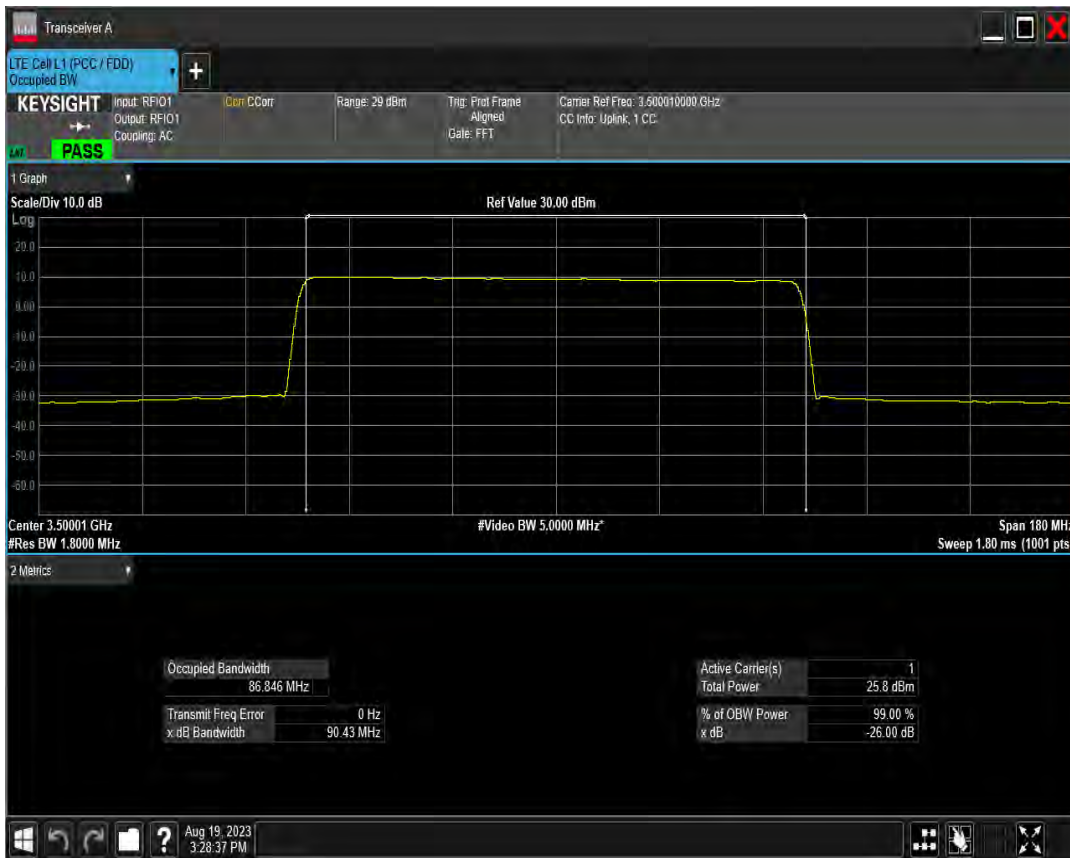 Transceiver A
LTE Cell L1 (PCC / FDD)
Occupied BW
+
KEYSIGHT
Input: RFIO1
Output: RFIO1
Coupling: AC
Corr CCorr
Range: 29 dBm
Trig: Prot Frame
Aligned
Gate: FFT
Carrier Ref Freq: 3.500010000 GHz
CC Info: Uplink, 1 CC
PASS
1 Graph
Scale/Div 10.0 dB
Ref Value 30.00 dBm
Log
20.0
10.0
0.00
-10.0
-20.0
-30.0
-40.0
-50.0
-60.0
Center 3.50001 GHz
#Video BW 5.0000 MHz*
Span 180 MHz
#Res BW 1.8000 MHz
Sweep 1.80 ms (1001 pts
2 Metrics
Occupied Bandwidth
86.846 MHz
Active Carrier(s) 1
Total Power 25.8 dBm
Transmit Freq Error 0 Hz
x dB Bandwidth 90.43 MHz
% of OBW Power 99.00 %
x dB -26.00 dB
?
Aug 19, 2023
3:28:37 PM